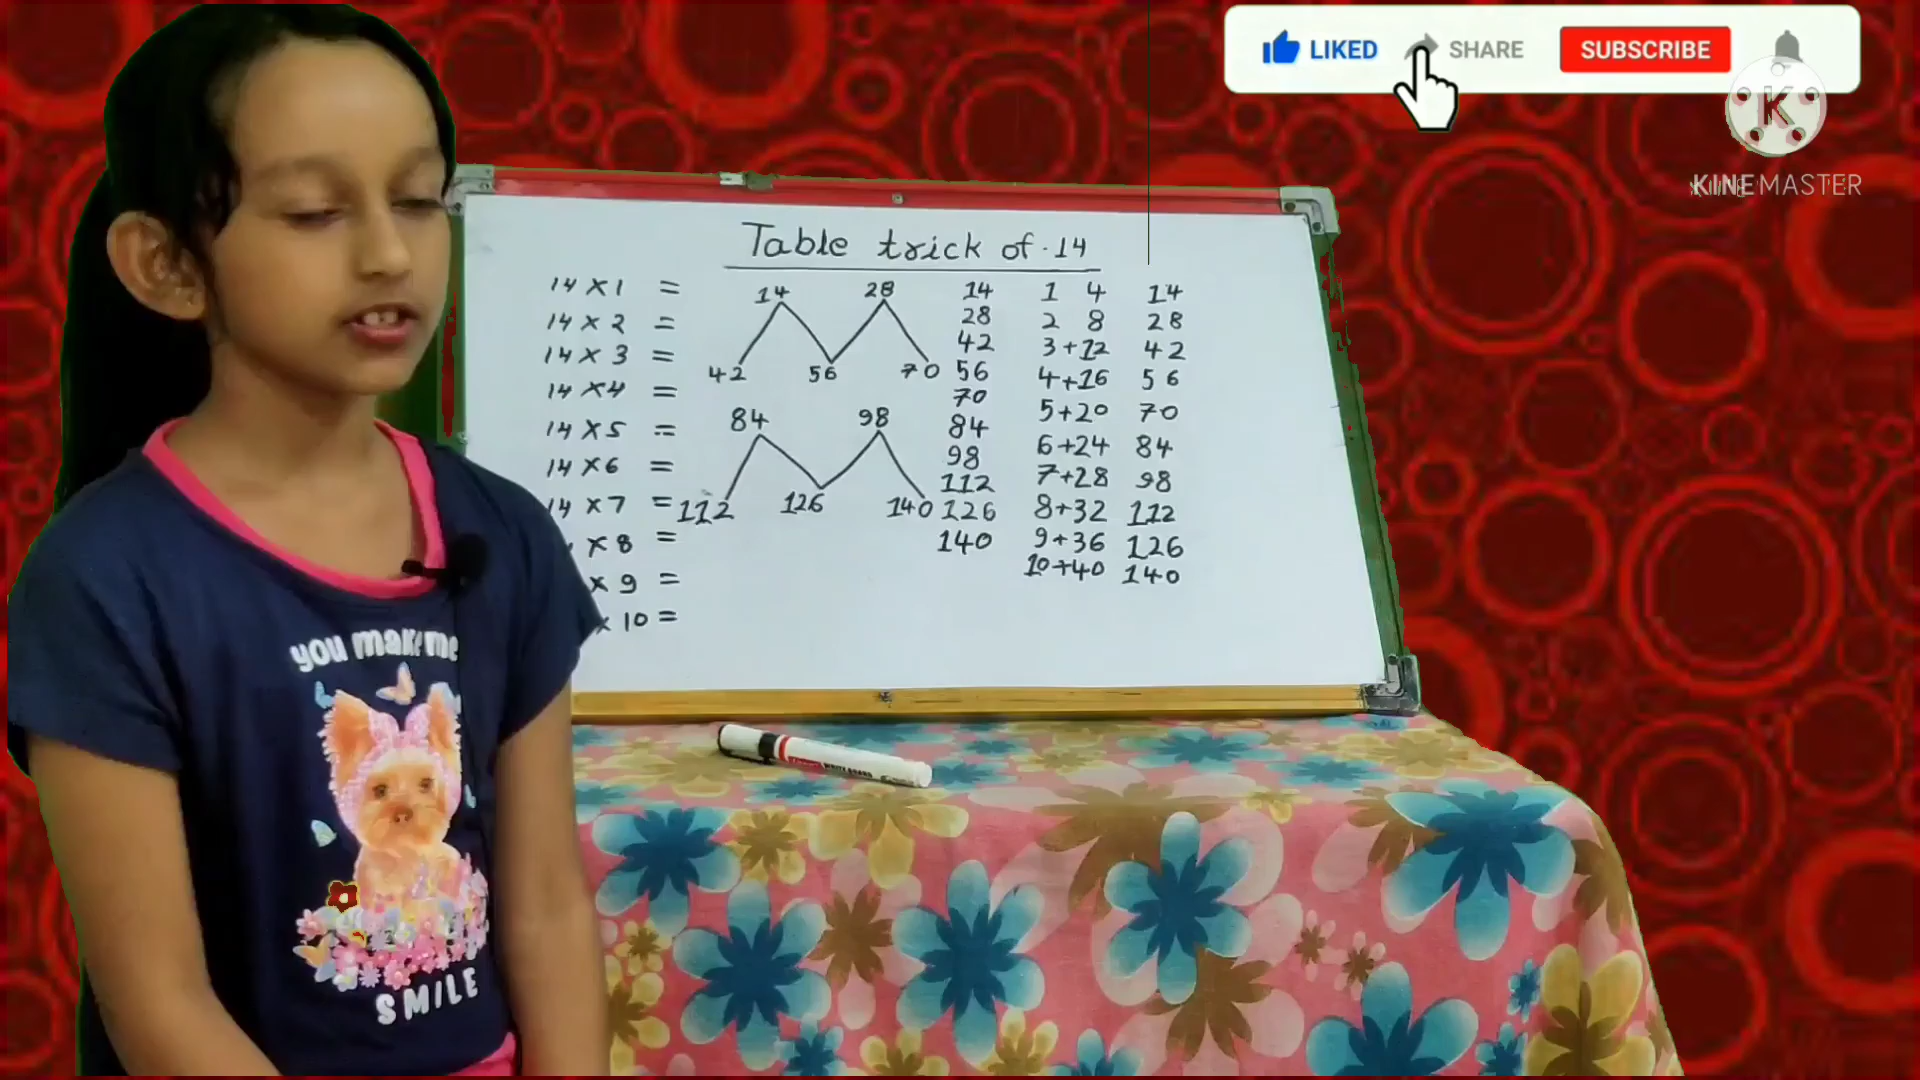 LIKED SHARE SUBSCRIBE
K
KINEMASTER
Table trick of 14
14 × 1 =
14 × 2 =
14 × 3 =
14 × 4 =
14 × 5 =
14 × 6 =
14 × 7 =
× 8 =
× 9 =
× 10 =
14 28
42 56 70
84 98
112 126 140
14
28
42
56
70
84
98
112
126
140
1 4 14
2 8 28
3+12 42
4+16 56
5+20 70
6+24 84
7+28 98
8+32 112
9+36 126
10+40 140
you make me
SMILE